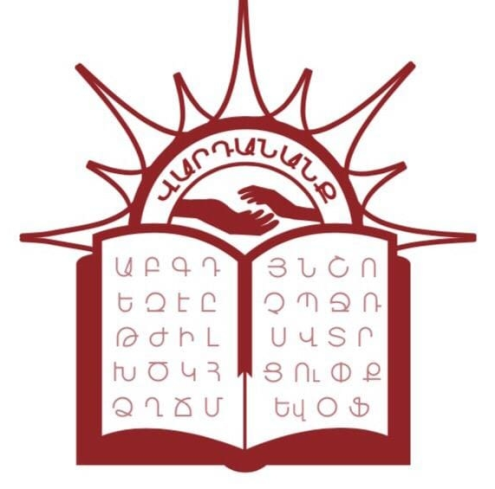 ՎԱՐԴԱՆԱՆՔ
Ա Բ Գ Դ
Ե Զ Է Ը
Թ Ժ Ի Լ
Խ Ծ Կ Հ
Ձ Ղ Ճ Մ
Յ Ն Շ Ո
Չ Պ Ջ Ռ
Ս Վ Տ Ր
Ց Ու Փ Ք
ԵՎ Օ Ֆ